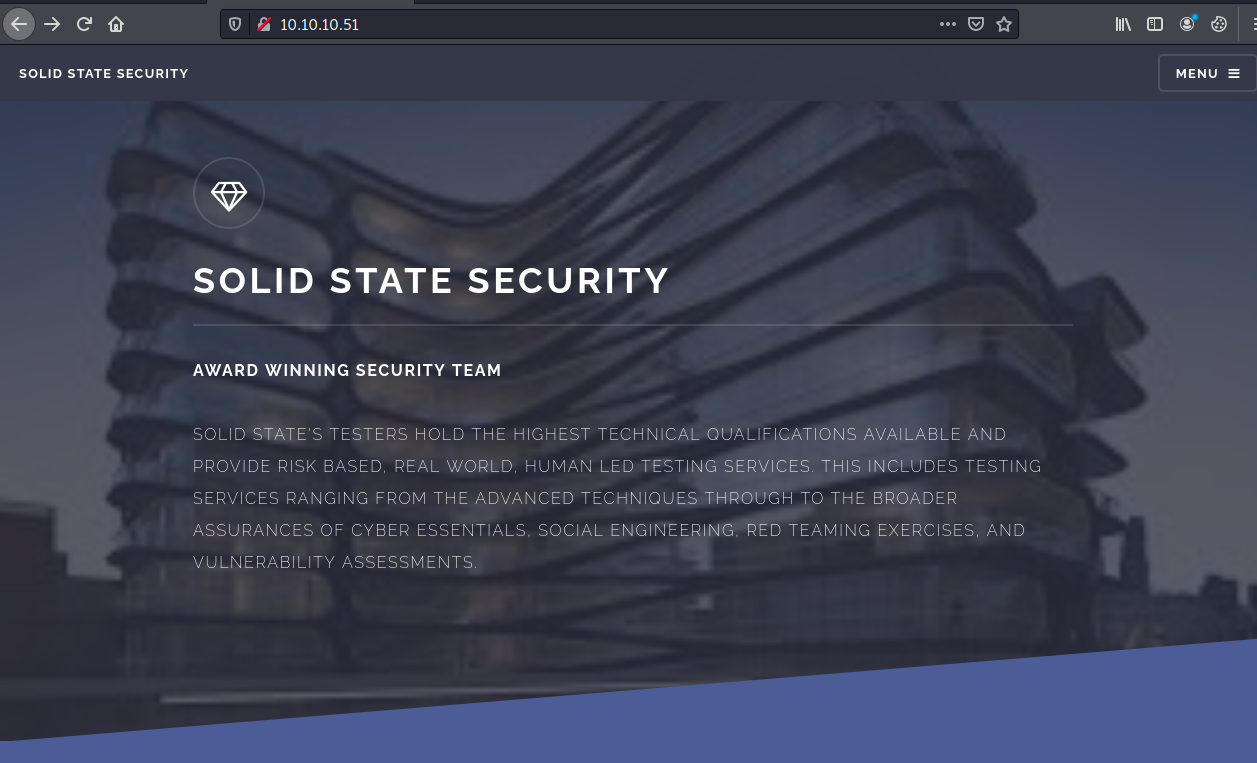 10.10.10.51
SOLID STATE SECURITY
MENU
SOLID STATE SECURITY
AWARD WINNING SECURITY TEAM
SOLID STATE'S TESTERS HOLD THE HIGHEST TECHNICAL QUALIFICATIONS AVAILABLE AND
PROVIDE RISK BASED, REAL WORLD, HUMAN LED TESTING SERVICES. THIS INCLUDES TESTING
SERVICES RANGING FROM THE ADVANCED TECHNIQUES THROUGH TO THE BROADER
ASSURANCES OF CYBER ESSENTIALS, SOCIAL ENGINEERING, RED TEAMING EXERCISES, AND
VULNERABILITY ASSESSMENTS.